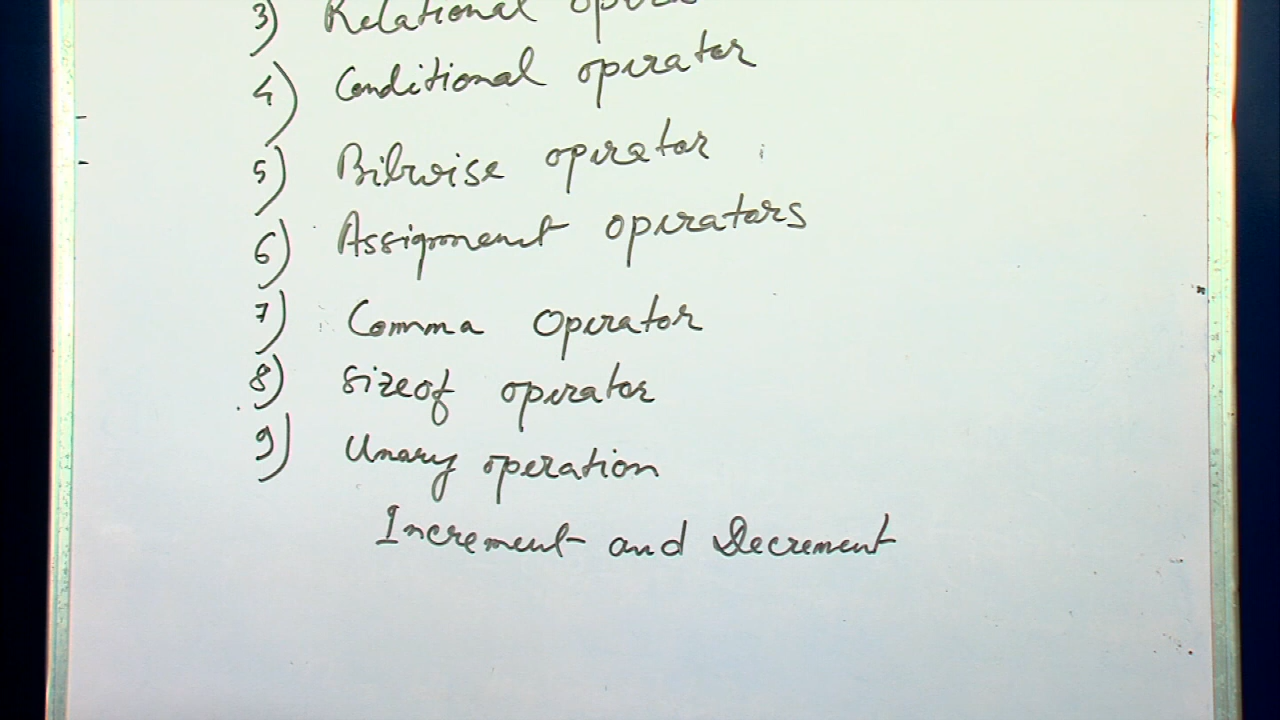 3) Relational opera
4) Conditional operator
5) Bitwise operator
6) Assignment operators
7) Comma Operator
8) sizeof operator
9) Unary operation
Increment and Decrement